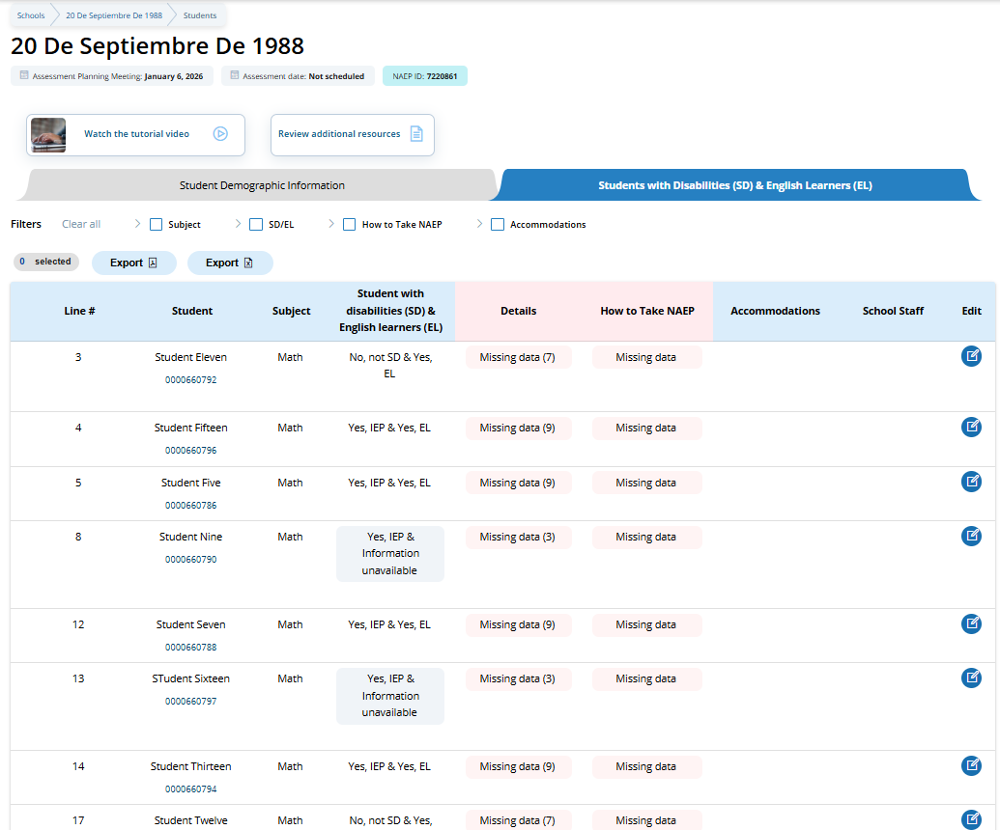 Schools 20 De Septiembre De 1988 Students
20 De Septiembre De 1988
Assessment Planning Meeting: January 6, 2026 Assessment date: Not scheduled NAEP ID: 7220861
Watch the tutorial video Review additional resources
Student Demographic Information Students with Disabilities (SD) & English Learners (EL)
Filters Clear all Subject SD/EL How to Take NAEP Accommodations
0 selected Export Export
Line # Student Subject Student with disabilities (SD) & English learners (EL) Details How to Take NAEP Accommodations School Staff Edit
3 Student Eleven Math No, not SD & Yes, Missing data (7) Missing data
EL
0000660792
4 Student Fifteen Math Yes, IEP & Yes, EL Missing data (9) Missing data
0000660796
5 Student Five Math Yes, IEP & Yes, EL Missing data (9) Missing data
0000660786
8 Student Nine Math Yes, IEP & Missing data (3) Missing data
Information
0000660790
unavailable
12 Student Seven Math Yes, IEP & Yes, EL Missing data (9) Missing data
0000660788
13 STudent Sixteen Math Yes, IEP & Missing data (3) Missing data
Information
0000660797
unavailable
14 Student Thirteen Math Yes, IEP & Yes, EL Missing data (9) Missing data
0000660794
17 Student Twelve Math No, not SD & Yes, Missing data (7) Missing data